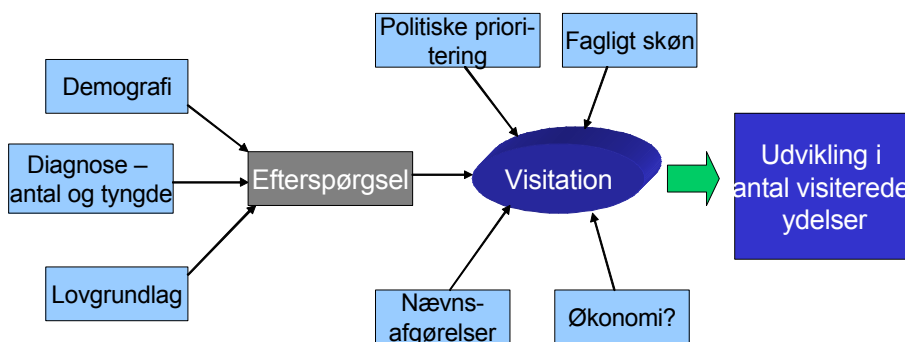 Demografi
Diagnose –
antal og tyngde
Lovgrundlag
Efterspørgsel
Politiske priori-
tering
Fagligt skøn
Visitation
Nævns-
afgørelser
Økonomi?
Udvikling i
antal visiterede
ydelser